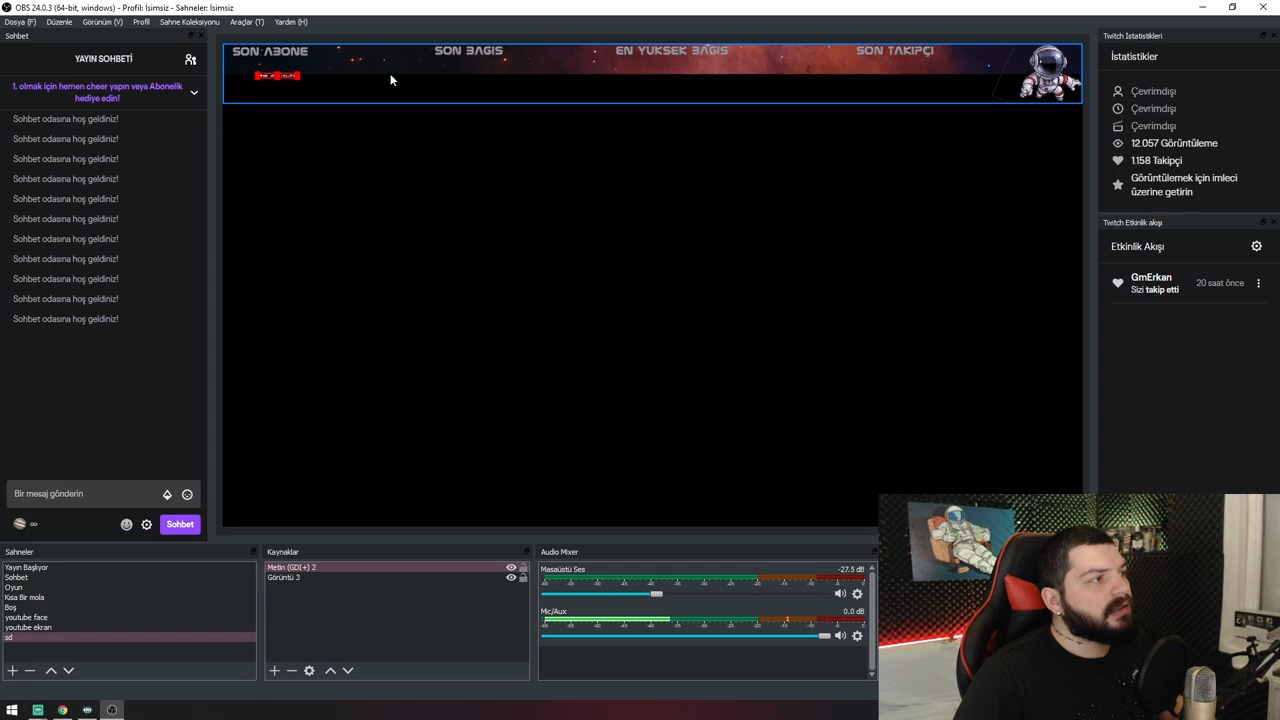 OBS 24.0.3 (64-bit, windows) - Profil: İsimsiz - Sahneler: İsimsiz
Dosya (F) Düzenle Görünüm (V) Profil Sahne Koleksiyonu Araçlar (T) Yardım (H)
Sohbet
YAYIN SOHBETİ
1. olmak için hemen cheer yapın veya Abonelik
hediye edin!
Sohbet odasına hoş geldiniz!
Sohbet odasına hoş geldiniz!
Sohbet odasına hoş geldiniz!
Sohbet odasına hoş geldiniz!
Sohbet odasına hoş geldiniz!
Sohbet odasına hoş geldiniz!
Sohbet odasına hoş geldiniz!
Sohbet odasına hoş geldiniz!
Sohbet odasına hoş geldiniz!
Sohbet odasına hoş geldiniz!
Sohbet odasına hoş geldiniz!
Bir mesaj gönderin
Sohbet
SON ABONE SON BAGIS EN YUKSEK BAGIS SON TAKIPÇI
Twitch İstatistikleri
İstatistikler
Çevrimdışı
Çevrimdışı
Çevrimdışı
12.057 Görüntüleme
1.158 Takipçi
Görüntülemek için imleci
üzerine getirin
Twitch Etkinlik akışı
Etkinlik Akışı
GmErkan
Sizi takip etti
20 saat önce
Sahneler
Yayın Başlıyor
Sohbet
Oyun
Kısa Bir mola
Boş
youtube face
youtube ekran
sd
Kaynaklar
Metin (GDI+) 2
Görüntü 3
Audio Mixer
Masaüstü Ses -27.5 dB
Mic/Aux 0.0 dB